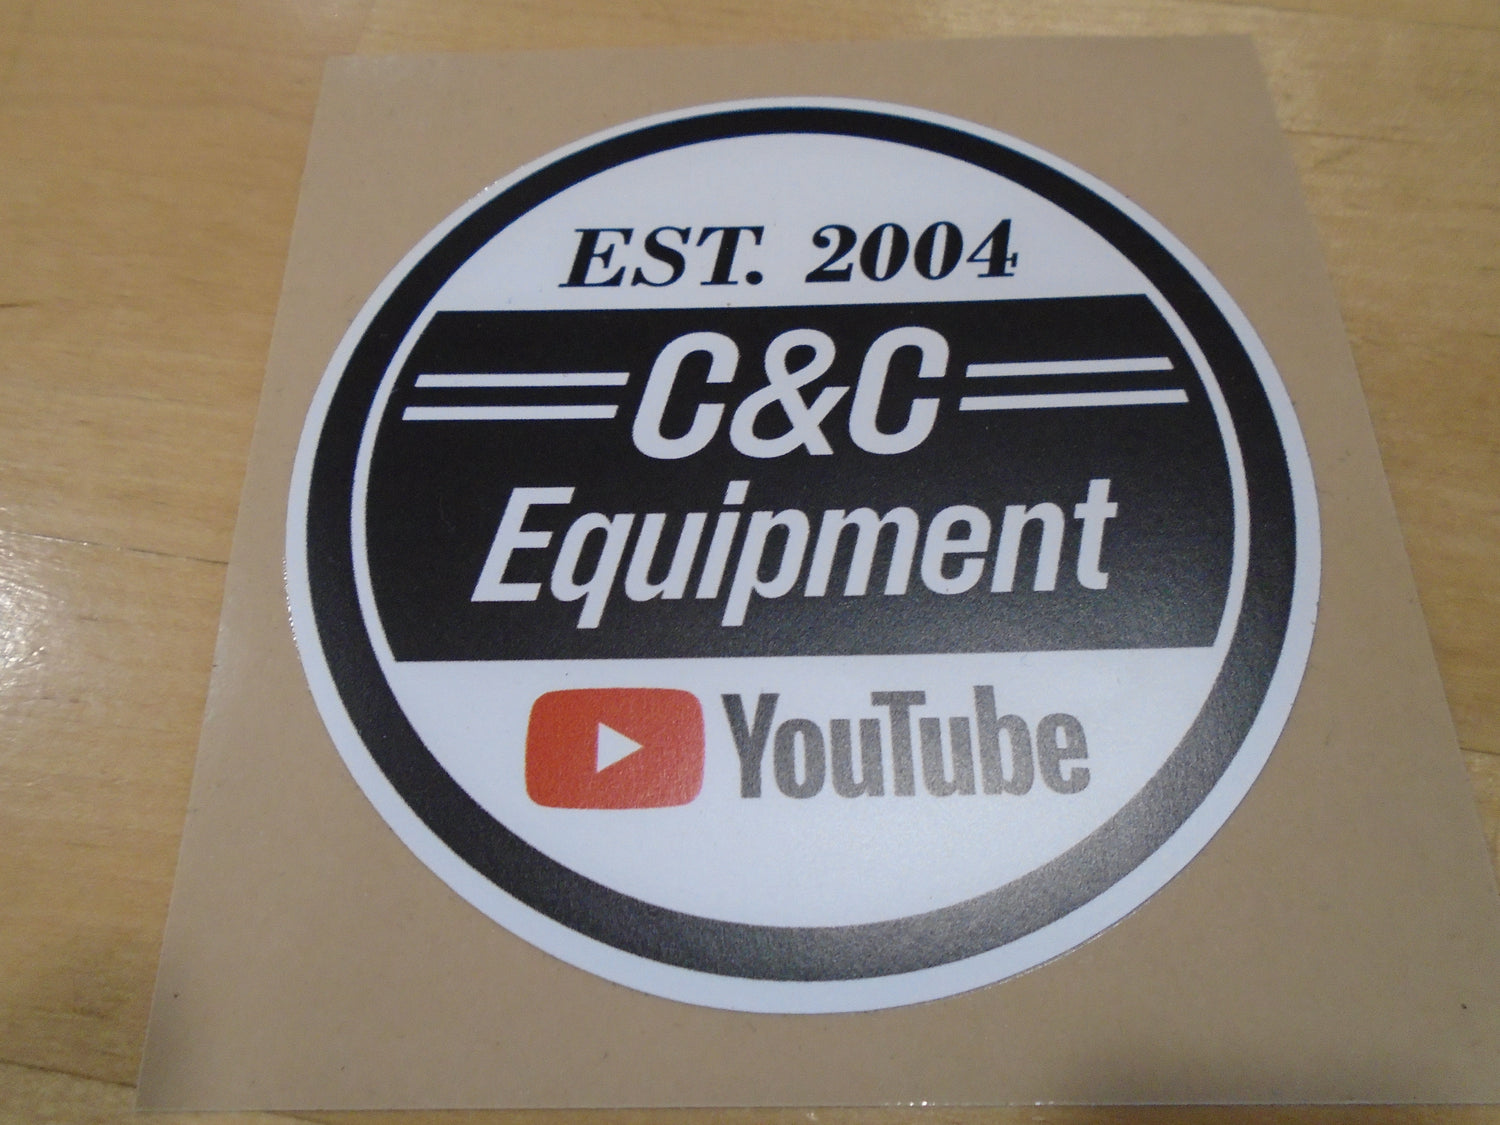 EST. 2004
C&C
Equipment
YouTube